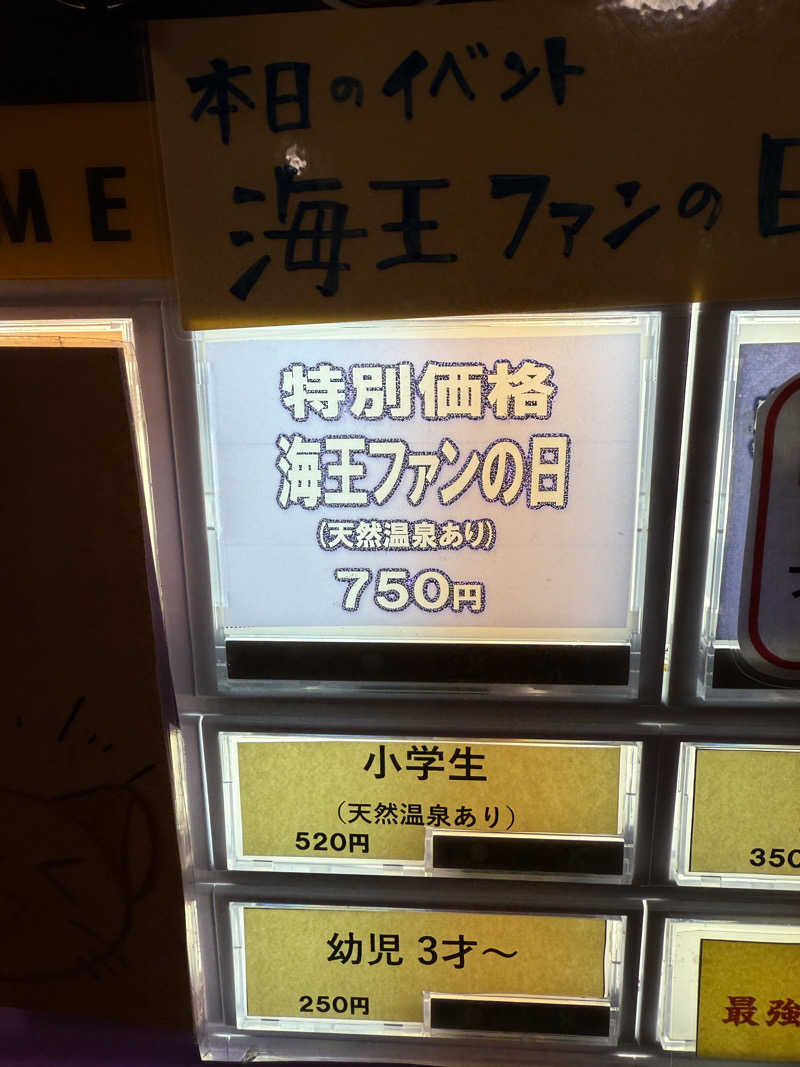 本日のイベント
海王ファンの日
ME
特別価格
海王ファンの日
(天然温泉あり)
750円
小学生
(天然温泉あり)
520円
350
幼児 3才～
250円
最強